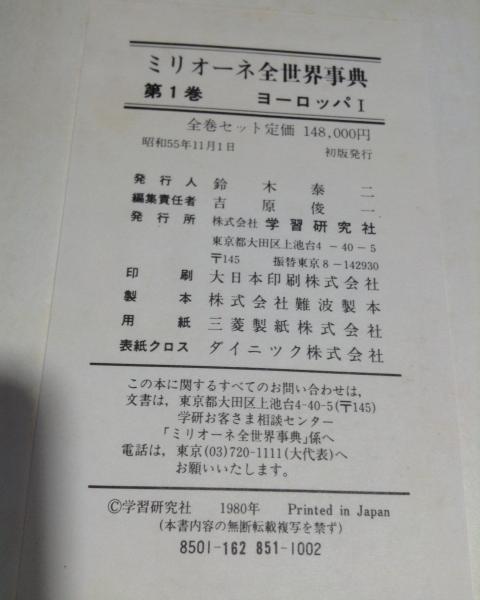 ミリオーネ全世界事典
第1巻 ヨーロッパⅠ
全巻セット定価 148,000円
昭和55年11月1日 初版発行
発行人 鈴木泰二
編集責任者 吉原俊一
発行所 株式会社 学習研究社
東京都大田区上池台4-40-5
〒145 振替東京8-142930
印刷 大日本印刷株式会社
製本 株式会社難波製本
用紙 三菱製紙株式会社
表紙クロス ダイニック株式会社
この本に関するすべてのお問い合わせは,
文書は,東京都大田区上池台4-40-5(〒145)
学研お客さま相談センター
「ミリオーネ全世界事典」係へ
電話は,東京(03)720-1111(大代表)へ
お願いいたします。
©学習研究社 1980年 Printed in Japan
(本書内容の無断転載複写を禁ず)
8501-162 851-1002